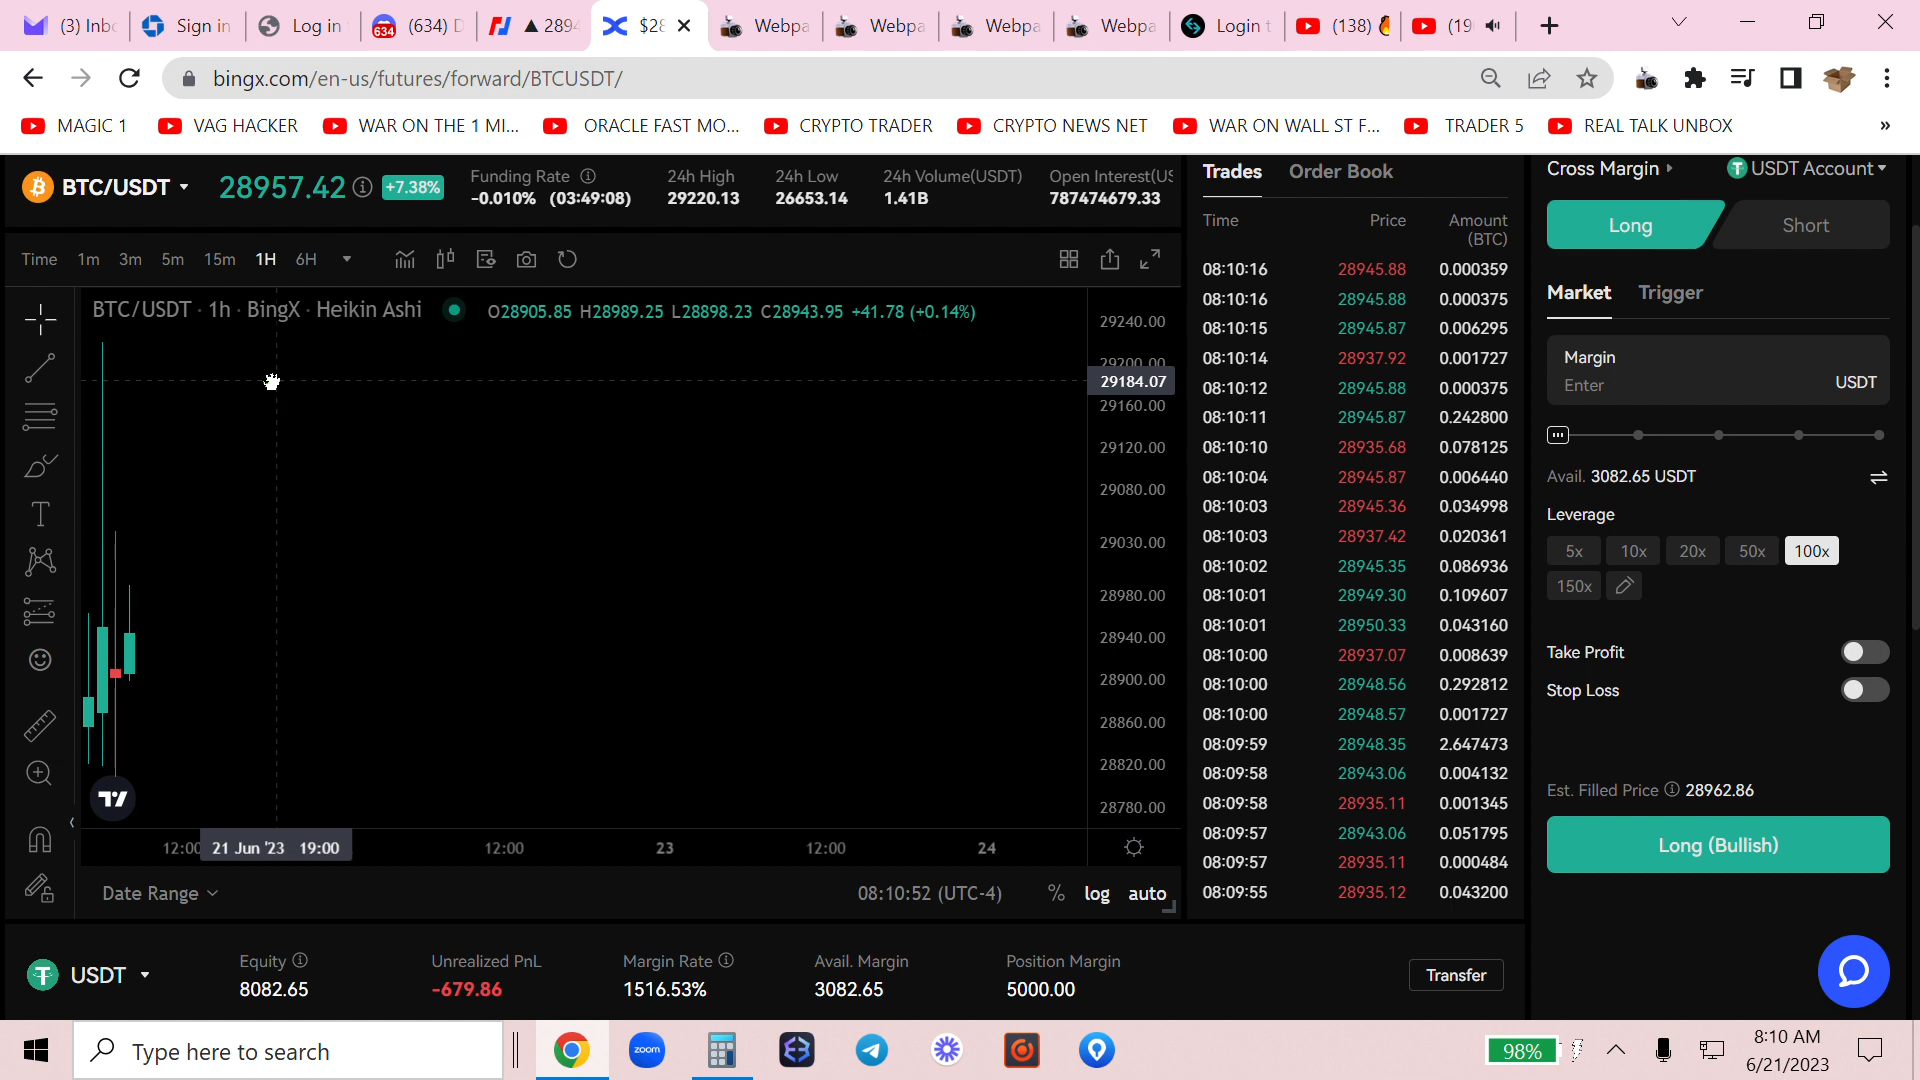 (3) Inbo
Sign in
Log in
(634) D
▲ 2894
$28
Webpa
Webpa
Webpa
Webpa
Login t
(138)
(19
bingx.com/en-us/futures/forward/BTCUSDT/
MAGIC 1
VAG HACKER
WAR ON THE 1 MI...
ORACLE FAST MO...
CRYPTO TRADER
CRYPTO NEWS NET
WAR ON WALL ST F...
TRADER 5
REAL TALK UNBOX
»
BTC/USDT
28957.42
+7.38%
Funding Rate
-0.010% (03:49:08)
24h High
29220.13
24h Low
26653.14
24h Volume(USDT)
1.41B
Open Interest(US
787474679.33
Time 1m 3m 5m 15m 1H 6H
BTC/USDT · 1h · BingX · Heikin Ashi
O28905.85 H28989.25 L28898.23 C28943.95 +41.78 (+0.14%)
29240.00
29200.00
29184.07
29160.00
29120.00
29080.00
29030.00
28980.00
28940.00
28900.00
28860.00
28820.00
28780.00
12:00
21 Jun '23 19:00
12:00
23
12:00
24
Date Range
08:10:52 (UTC-4)
% log auto
Trades Order Book
Time Price Amount
(BTC)
08:10:16 28945.88 0.000359
08:10:16 28945.88 0.000375
08:10:15 28945.87 0.006295
08:10:14 28937.92 0.001727
08:10:12 28945.88 0.000375
08:10:11 28945.87 0.242800
08:10:10 28935.68 0.078125
08:10:04 28945.87 0.006440
08:10:03 28945.36 0.034998
08:10:03 28937.42 0.020361
08:10:02 28945.35 0.086936
08:10:01 28949.30 0.109607
08:10:01 28950.33 0.043160
08:10:00 28937.07 0.008639
08:10:00 28948.56 0.292812
08:10:00 28948.57 0.001727
08:09:59 28948.35 2.647473
08:09:58 28943.06 0.004132
08:09:58 28935.11 0.001345
08:09:57 28943.06 0.051795
08:09:57 28935.11 0.000484
08:09:55 28935.12 0.043200
Cross Margin
USDT Account
Long Short
Market Trigger
Margin
Enter
USDT
Avail. 3082.65 USDT
Leverage
5x 10x 20x 50x 100x
150x
Take Profit
Stop Loss
Est. Filled Price 28962.86
Long (Bullish)
USDT
Equity
8082.65
Unrealized PnL
-679.86
Margin Rate
1516.53%
Avail. Margin
3082.65
Position Margin
5000.00
Transfer
Type here to search
zoom
98%
8:10 AM
6/21/2023